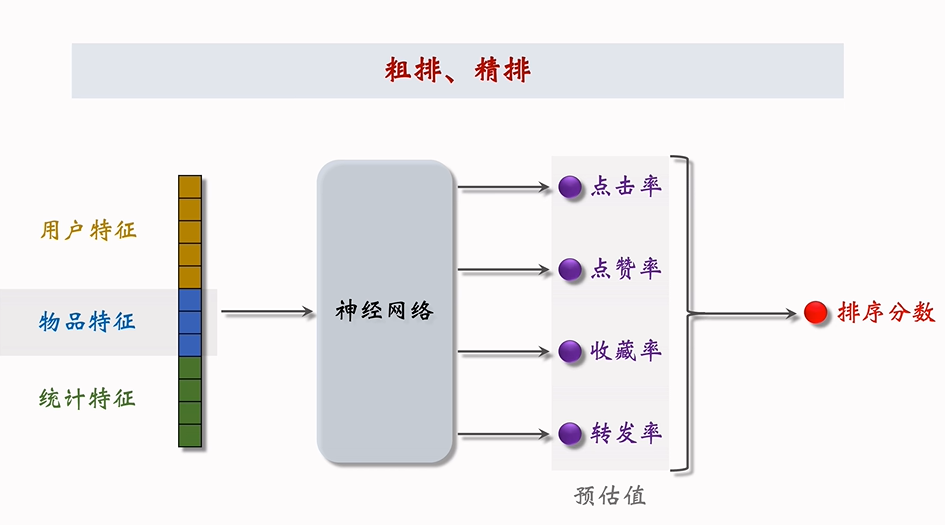 粗排、精排
用户特征
物品特征
统计特征
神经网络
点击率
点赞率
收藏率
转发率
预估值
排序分数